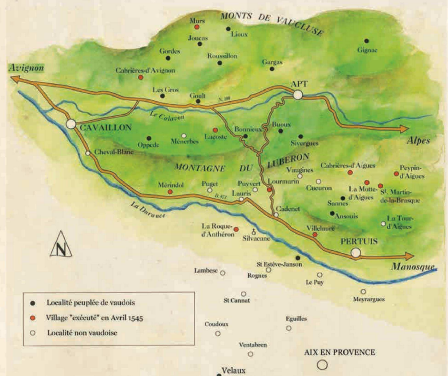 Murs
MONTS DE VAUCLUSE
Lioux
Joucas
Gordes
Roussillon
Gignac
Cabrières-d'Avignon
Gargas
Avignon
Les Gros
Goult
N. 100
APT
Le Calavon
CAVAILLON
Alpes
Bonnieux
Buoux
Lacoste
Oppède
Ménerbes
Sivergues
Cheval-Blanc
MONTAGNE DU LUBERON
Vaugines
Cabrières-d'Aigues
Peypin-d'Aigues
Mérindol
Puget
Puyvert
Lourmarin
Cucuron
La Motte-d'Aigues
St. Martin-de-la-Brasque
Lauris
Sannes
La Durance
Cadenet
Ansouis
La Tour-d'Aigues
La Roque-d'Anthéron
Silvacane
Villelaure
PERTUIS
N
St Estève-Janson
Manosque
Lambesc
Rognes
Le Puy
Meyrargues
Localité peuplée de vaudois
St Cannat
Village "exécuté" en Avril 1545
Localité non vaudoise
Coudoux
Eguilles
Ventabren
AIX EN PROVENCE
Velaux